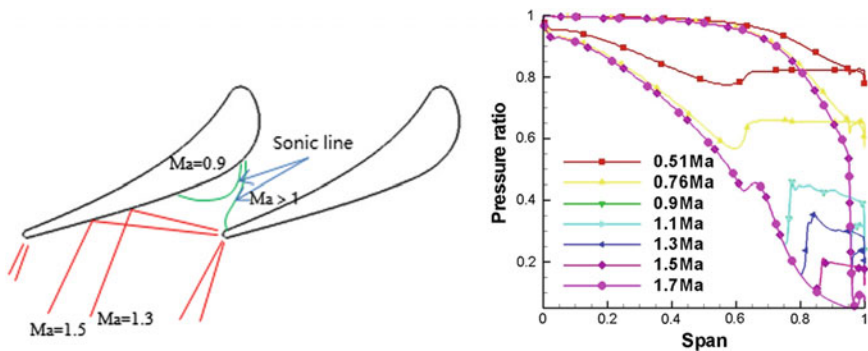 Sonic line
Ma=0.9
Ma > 1
Ma=1.3
Ma=1.5
Pressure ratio
1
0.8
0.6
0.4
0.2
0.51Ma
0.76Ma
0.9Ma
1.1Ma
1.3Ma
1.5Ma
1.7Ma
0 0.2 0.4 0.6 0.8 1
Span